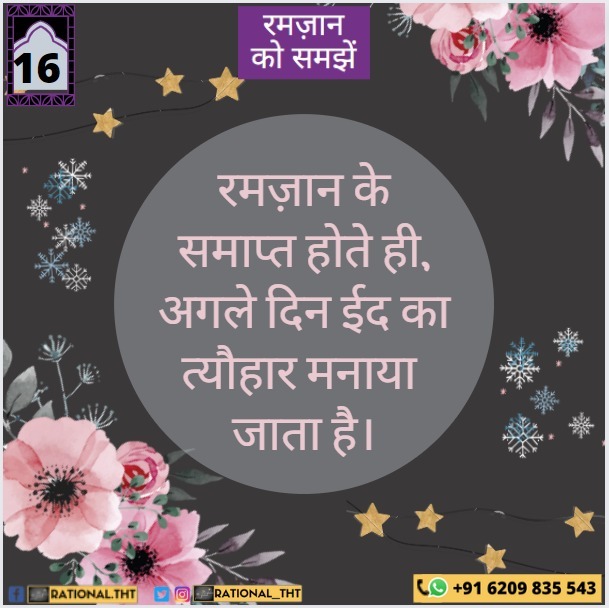 16
रमज़ान
को समझें
रमज़ान के
समाप्त होते ही,
अगले दिन ईद का
त्यौहार मनाया
जाता है।
RATIONAL.THT
RATIONAL_THT
+91 6209 835 543